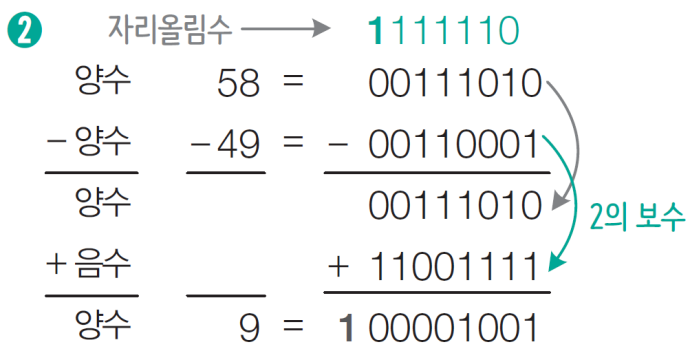 2 자리올림수 1111110
양수 58 = 00111010
- 양수 -49 = - 00110001
양수 00111010
2의 보수
+ 음수 + 11001111
양수 9 = 1 00001001